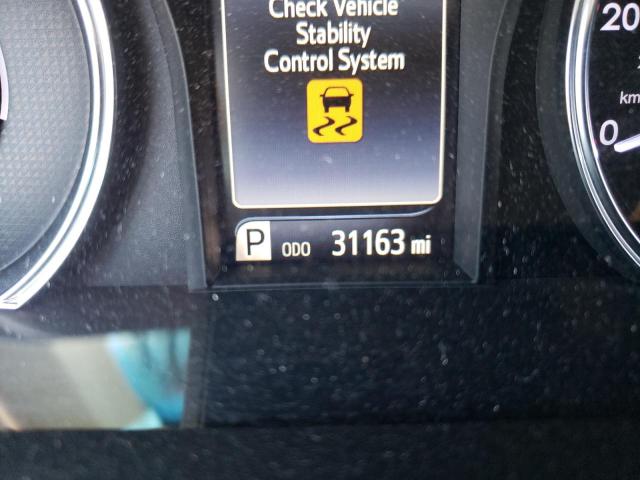 Check Vehicle
Stability
Control System
P ODO 31163 mi
20
km
0